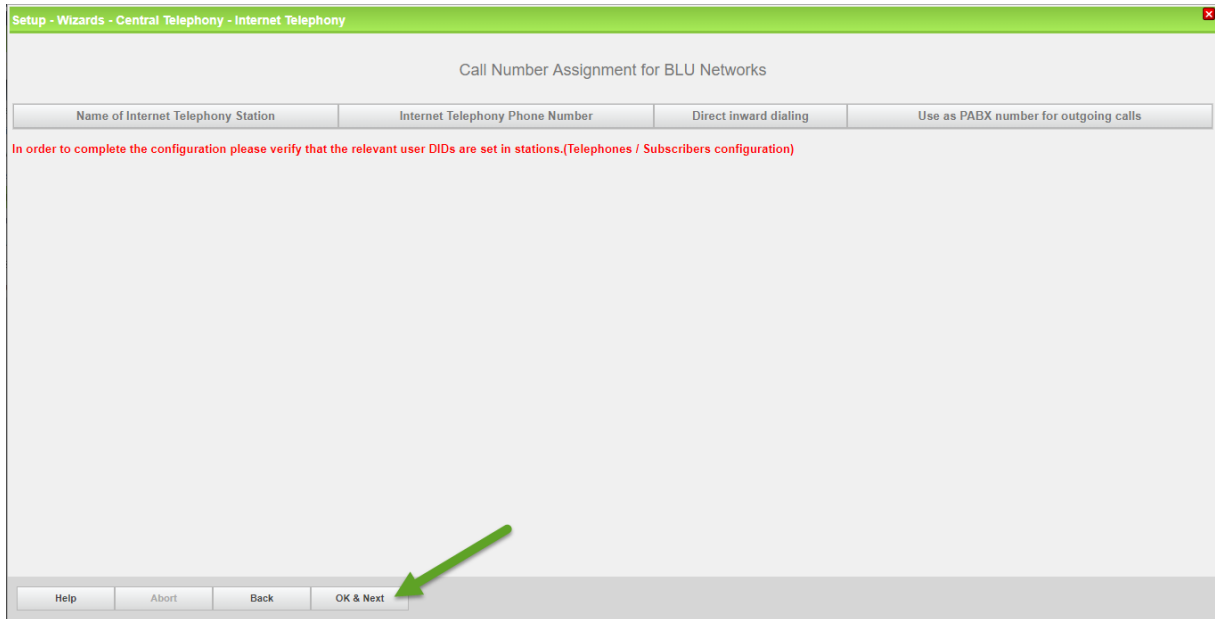 Setup - Wizards - Central Telephony - Internet Telephony
Call Number Assignment for BLU Networks
Name of Internet Telephony Station Internet Telephony Phone Number Direct inward dialing Use as PABX number for outgoing calls
In order to complete the configuration please verify that the relevant user DIDs are set in stations.(Telephones / Subscribers configuration)
Help Abort Back OK & Next